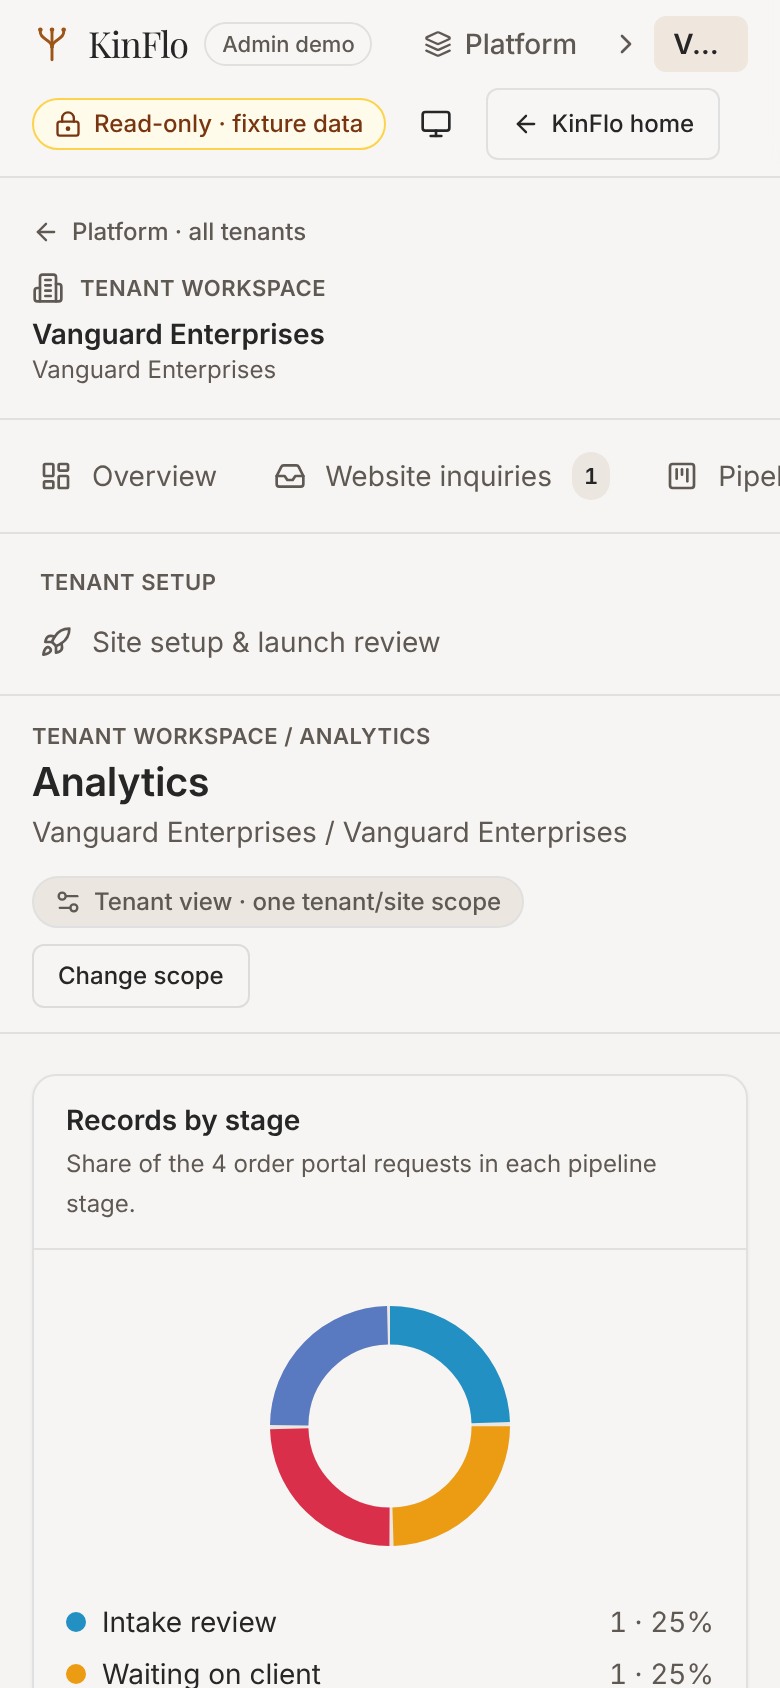 KinFlo Admin demo Platform V...
Read-only · fixture data KinFlo home
Platform · all tenants
TENANT WORKSPACE
Vanguard Enterprises
Vanguard Enterprises
Overview Website inquiries 1 Pipel
TENANT SETUP
Site setup & launch review
TENANT WORKSPACE / ANALYTICS
Analytics
Vanguard Enterprises / Vanguard Enterprises
Tenant view · one tenant/site scope
Change scope
Records by stage
Share of the 4 order portal requests in each pipeline
stage.
Intake review 1 · 25%
Waiting on client 1 · 25%